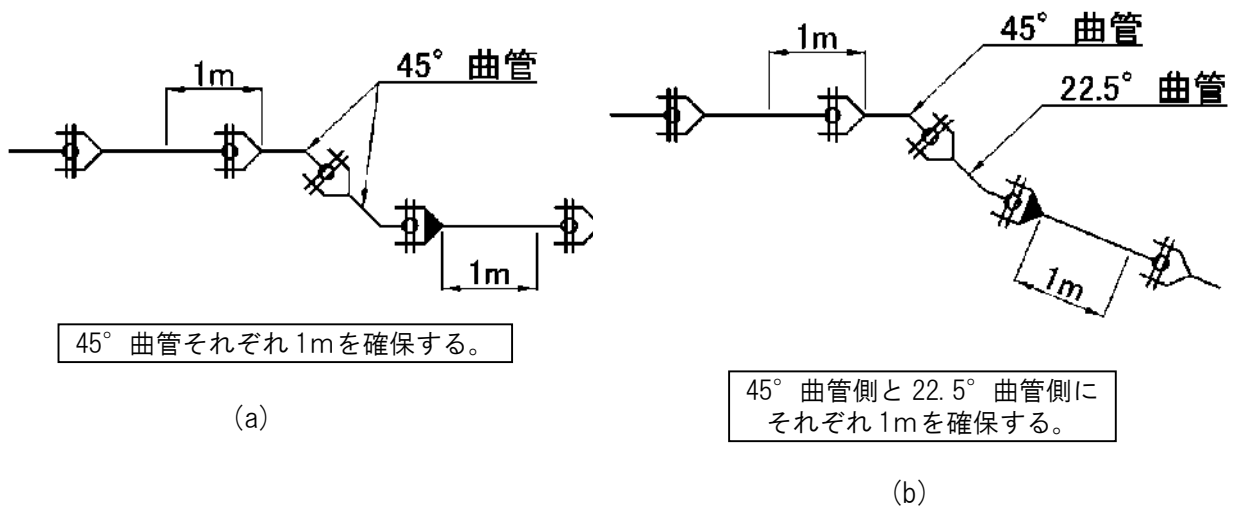 1m
45° 曲管
1m
45° 曲管それぞれ1mを確保する。
(a)
1m
45° 曲管
22.5° 曲管
1m
45° 曲管側と22.5° 曲管側に
それぞれ1mを確保する。
(b)